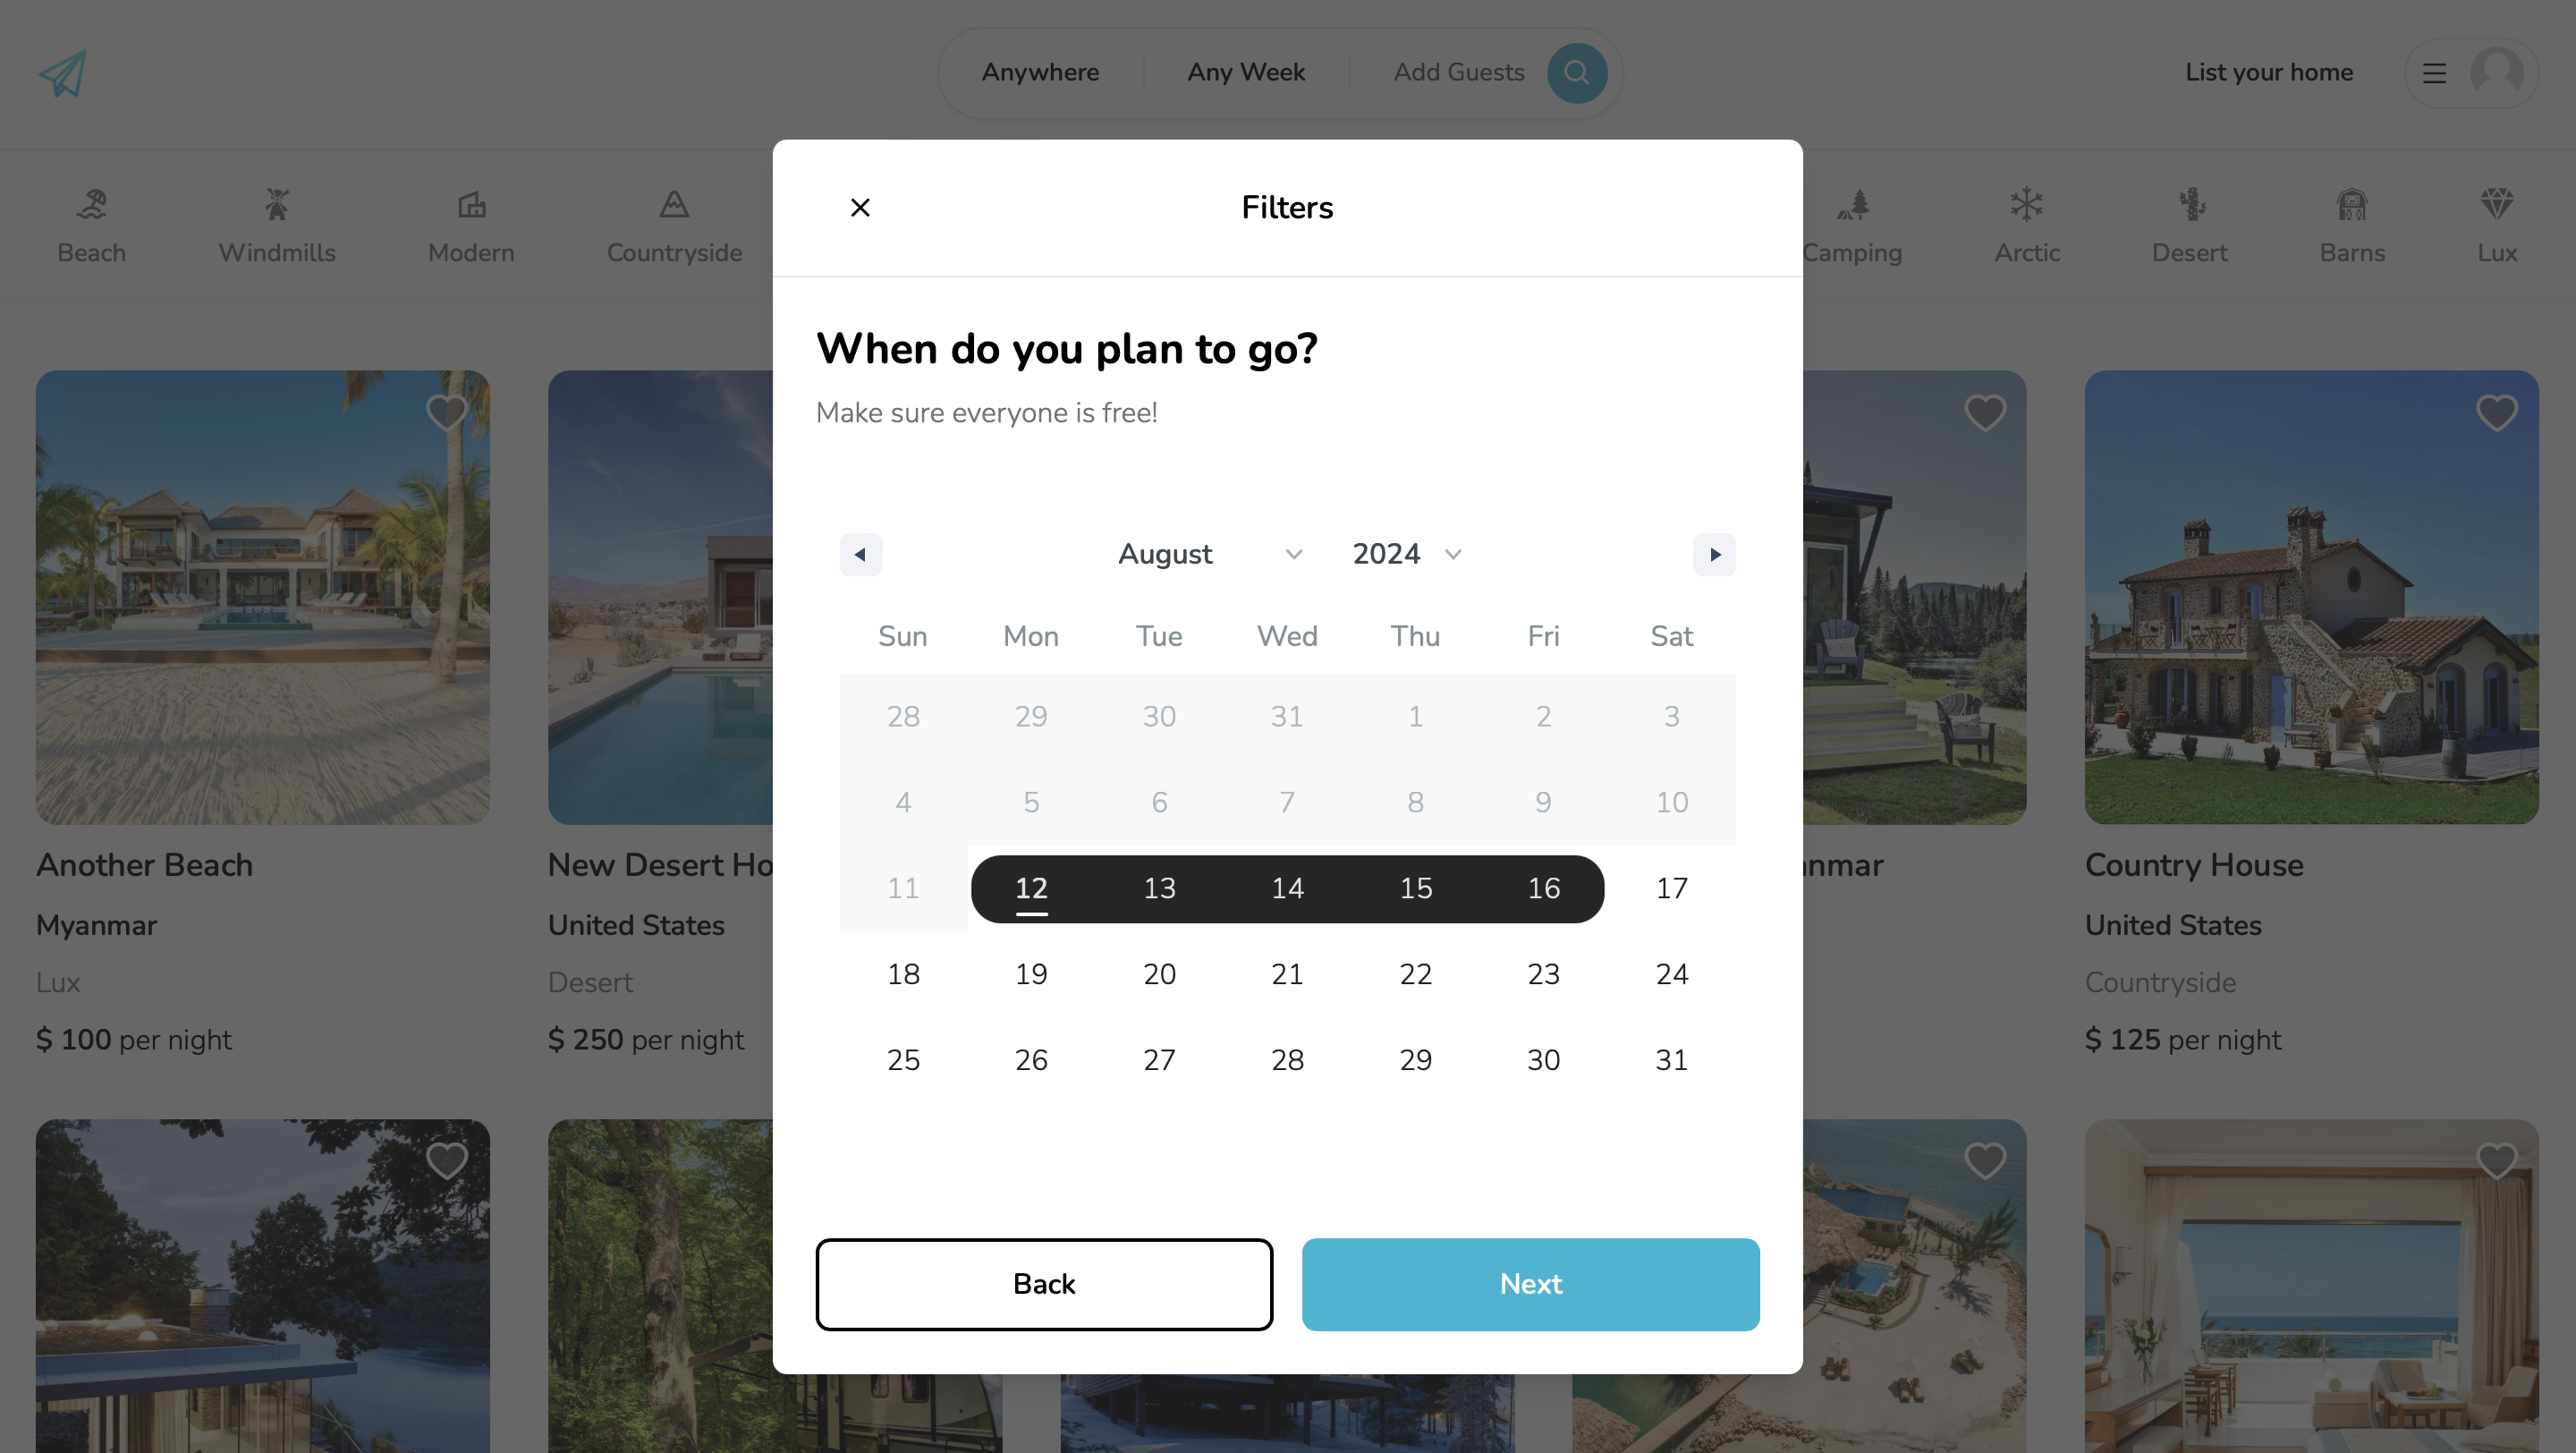 Anywhere Any Week Add Guests List your home
Beach Windmills Modern Countryside Camping Arctic Desert Barns Lux
Filters
When do you plan to go?
Make sure everyone is free!
August 2024
Sun Mon Tue Wed Thu Fri Sat
28 29 30 31 1 2 3
4 5 6 7 8 9 10
11 12 13 14 15 16 17
18 19 20 21 22 23 24
25 26 27 28 29 30 31
Back Next
Another Beach
Myanmar
Lux
$ 100 per night
New Desert Ho
United States
Desert
$ 250 per night
nmar
Country House
United States
Countryside
$ 125 per night